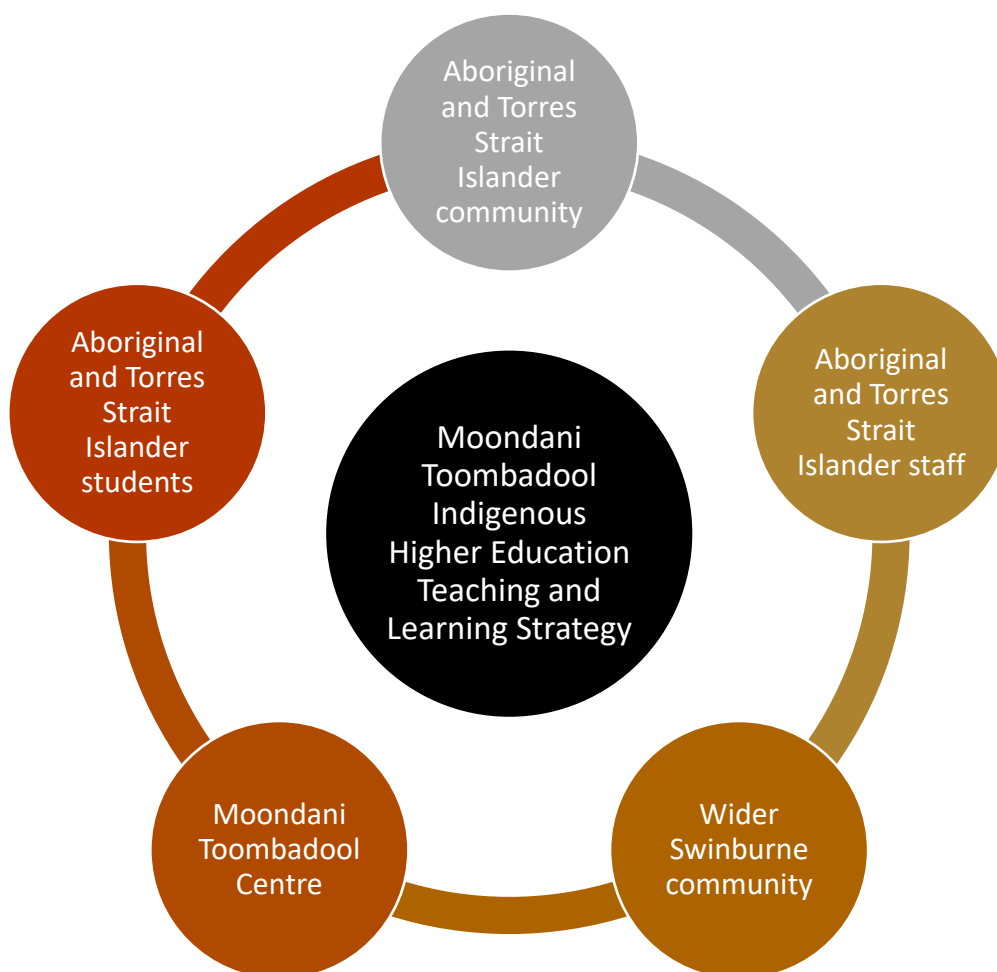 Aboriginal
and Torres
Strait
Islander
community
Aboriginal
and Torres
Strait
Islander staff
Wider
Swinburne
community
Moondani
Toombadool
Centre
Aboriginal
and Torres
Strait
Islander
students
Moondani
Toombadool
Indigenous
Higher Education
Teaching and
Learning Strategy